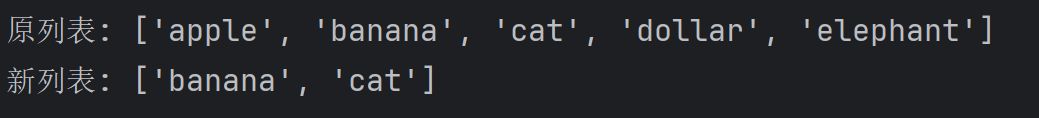 原列表: ['apple', 'banana', 'cat', 'dollar', 'elephant']
新列表: ['banana', 'cat']